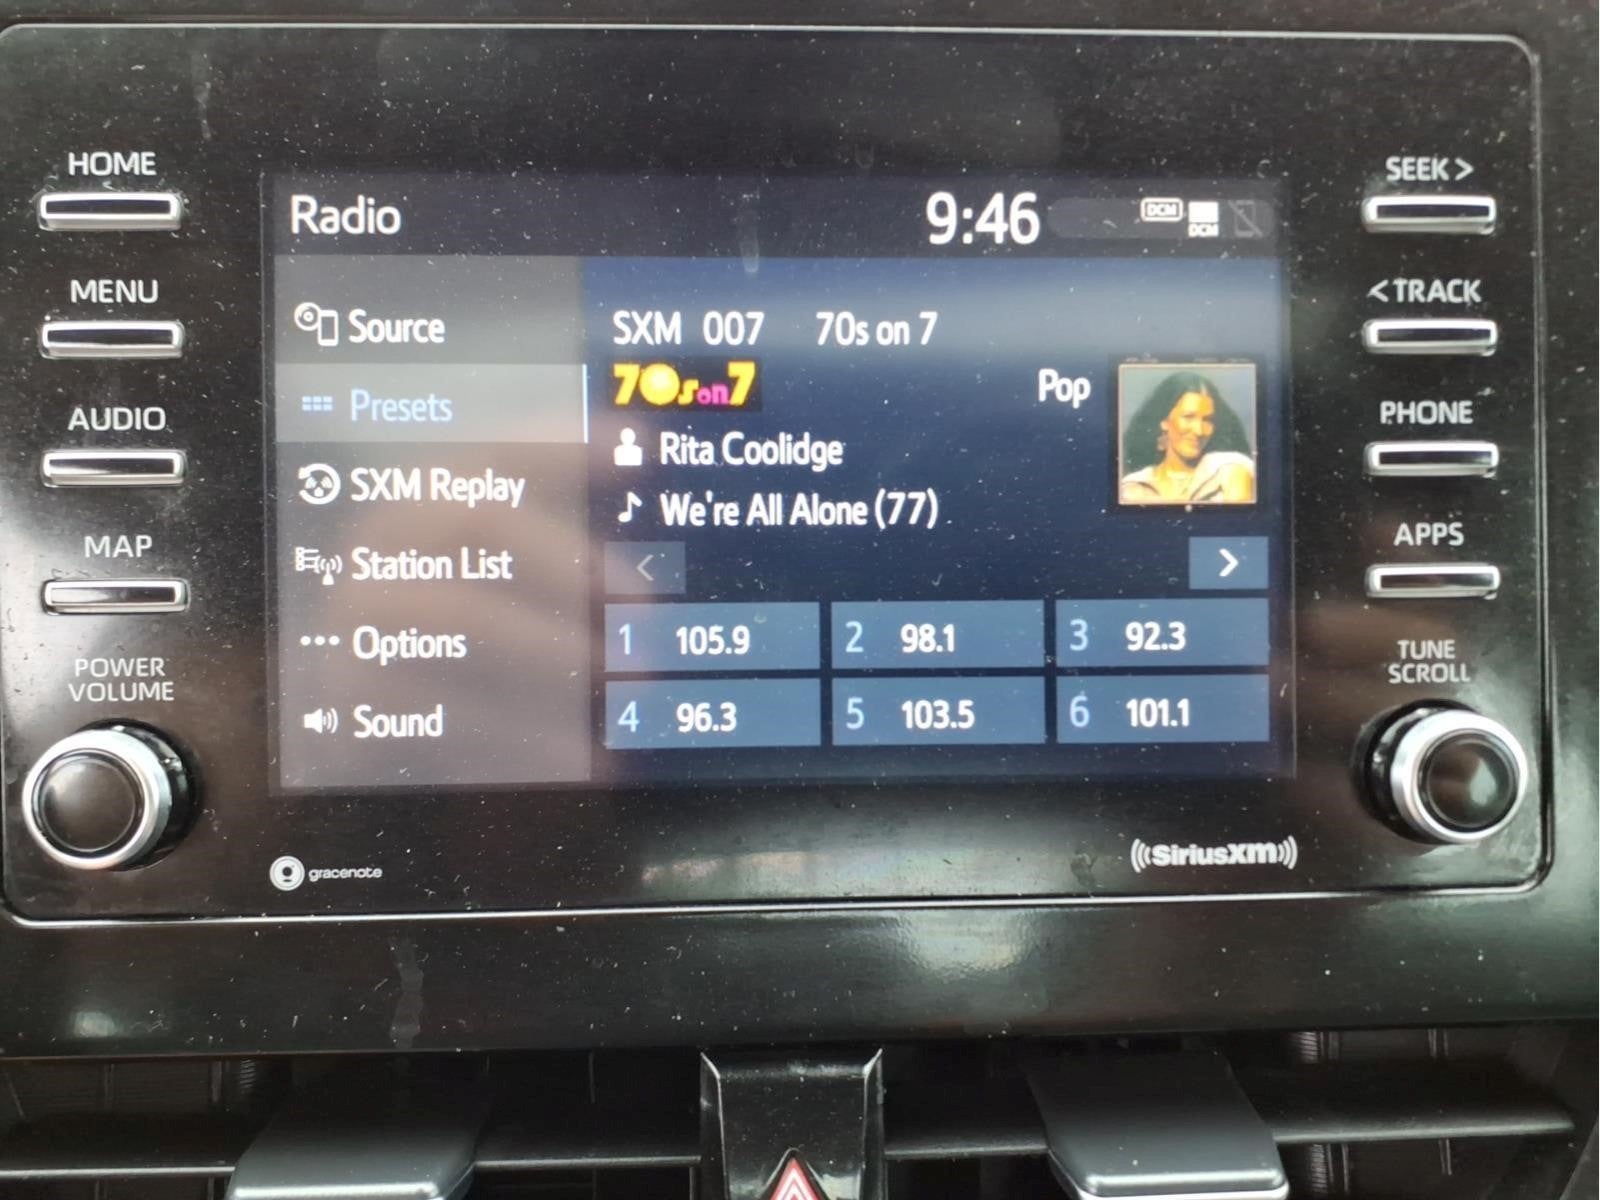 HOME
MENU
AUDIO
MAP
POWER
VOLUME
Radio
9:46
DCM
DCM
Source
Presets
SXM Replay
Station List
Options
Sound
SXM 007 70s on 7
70s on 7
Pop
Rita Coolidge
We're All Alone (77)
<
>
1 105.9
2 98.1
3 92.3
4 96.3
5 103.5
6 101.1
SEEK >
< TRACK
PHONE
APPS
TUNE
SCROLL
gracenote
((SiriusXM))